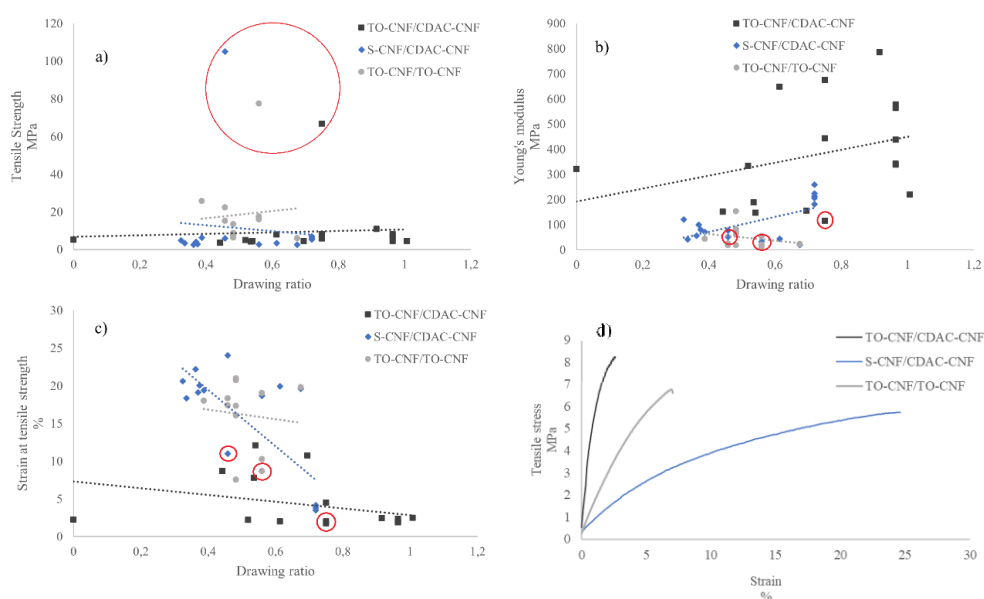 a)
TO-CNF/CDAC-CNF
S-CNF/CDAC-CNF
TO-CNF/TO-CNF
Tensile Strength
MPa
120
100
80
60
40
20
0
0
0,2
0,4
0,6
0,8
1
1,2
Drawing ratio
b)
TO-CNF/CDAC-CNF
S-CNF/CDAC-CNF
TO-CNF/TO-CNF
Young's modulus
MPa
900
800
700
600
500
400
300
200
100
0
0
0,2
0,4
0,6
0,8
1
1,2
Drawing ratio
c)
TO-CNF/CDAC-CNF
S-CNF/CDAC-CNF
TO-CNF/TO-CNF
Strain at tensile strength
%
30
25
20
15
10
5
0
0
0,2
0,4
0,6
0,8
1
1,2
Drawing ratio
d)
TO-CNF/CDAC-CNF
S-CNF/CDAC-CNF
TO-CNF/TO-CNF
Tensile stress
MPa
9
8
7
6
5
4
3
2
1
0
0
5
10
15
20
25
30
Strain
%